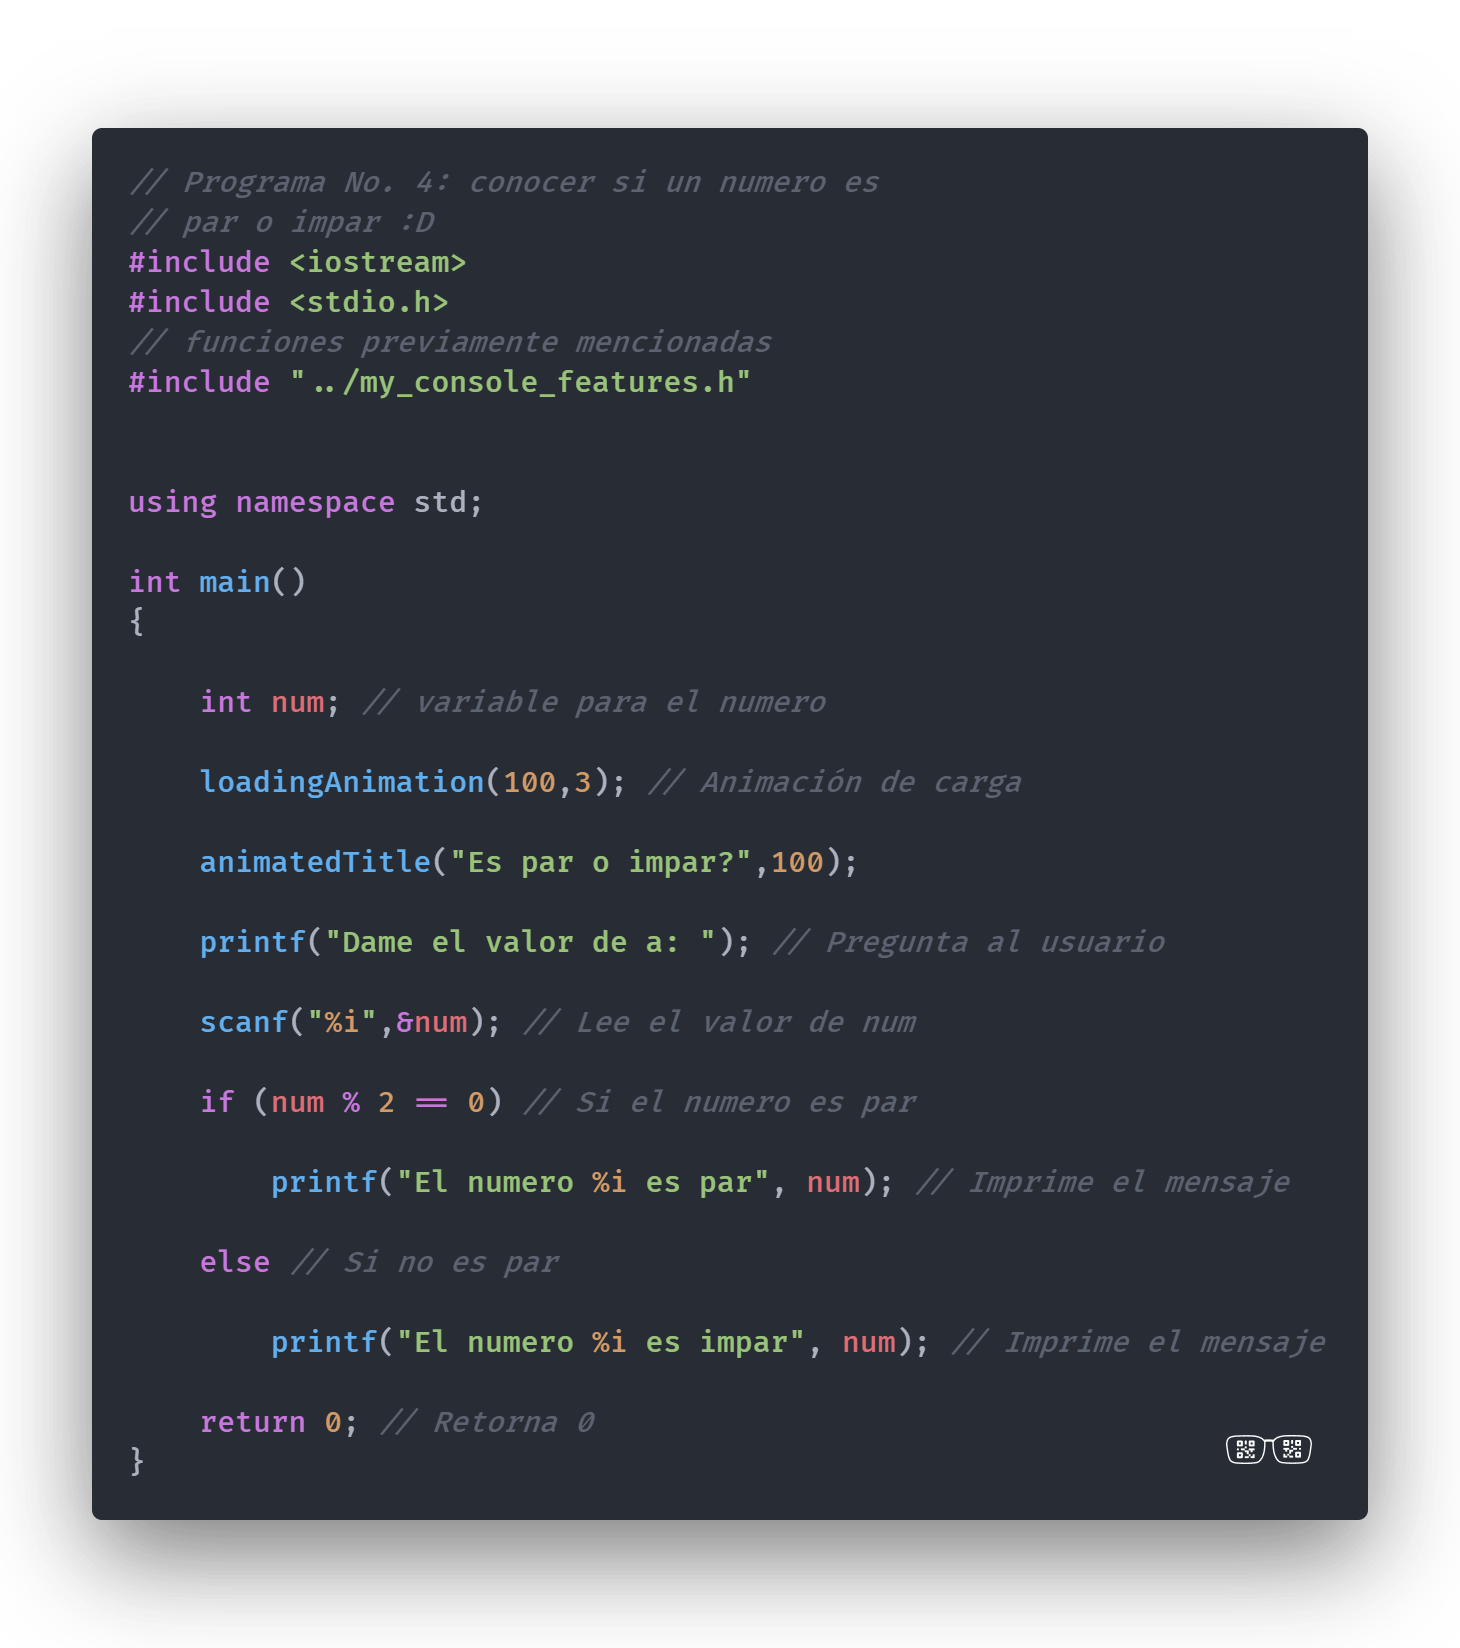 // Programa No. 4: conocer si un numero es
// par o impar :D
#include <iostream>
#include <stdio.h>
// funciones previamente mencionadas
#include "../my_console_features.h"
using namespace std;
int main()
{
int num; // variable para el numero
loadingAnimation(100,3); // Animación de carga
animatedTitle("Es par o impar?",100);
printf("Dame el valor de a: "); // Pregunta al usuario
scanf("%i",&num); // Lee el valor de num
if (num % 2 == 0) // Si el numero es par
printf("El numero %i es par", num); // Imprime el mensaje
else // Si no es par
printf("El numero %i es impar", num); // Imprime el mensaje
return 0; // Retorna 0
}